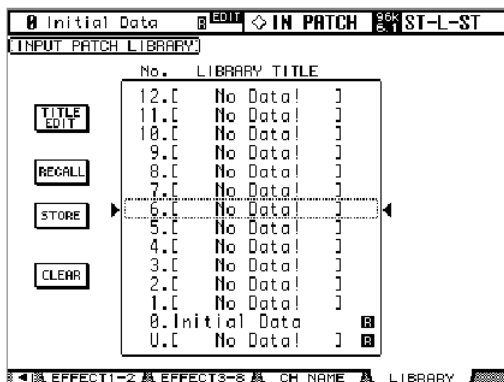 0 Initial Data R EDIT IN PATCH 96K 6.1 ST-L-ST
INPUT PATCH LIBRARY
No. LIBRARY TITLE
12.[ No Data! ]
TITLE EDIT
11.[ No Data! ]
10.[ No Data! ]
9.[ No Data! ]
RECALL
8.[ No Data! ]
7.[ No Data! ]
6.[ No Data! ]
STORE
5.[ No Data! ]
4.[ No Data! ]
3.[ No Data! ]
CLEAR
2.[ No Data! ]
1.[ No Data! ]
0.Initial Data R
U.[ No Data! ] R
EFFECT1-2 EFFECT3-8 CH NAME LIBRARY